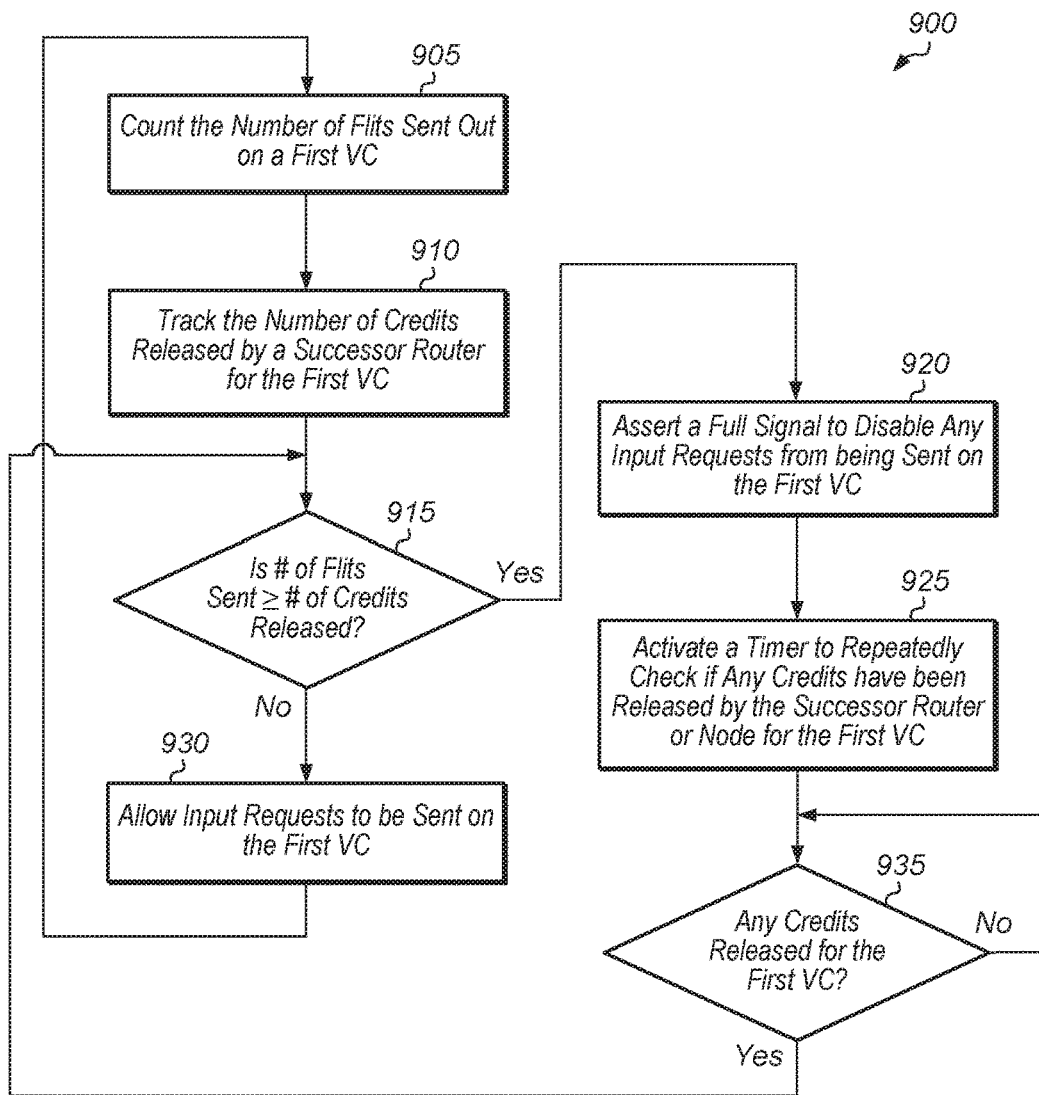 900
905
Count the Number of Flits Sent Out
on a First VC
910
Track the Number of Credits
Released by a Successor Router
for the First VC
915
Is # of Flits
Sent ≥ # of Credits
Released?
Yes
No
930
Allow Input Requests to be Sent on
the First VC
920
Assert a Full Signal to Disable Any
Input Requests from being Sent on
the First VC
925
Activate a Timer to Repeatedly
Check if Any Credits have been
Released by the Successor Router
or Node for the First VC
935
Any Credits
Released for the
First VC?
No
Yes